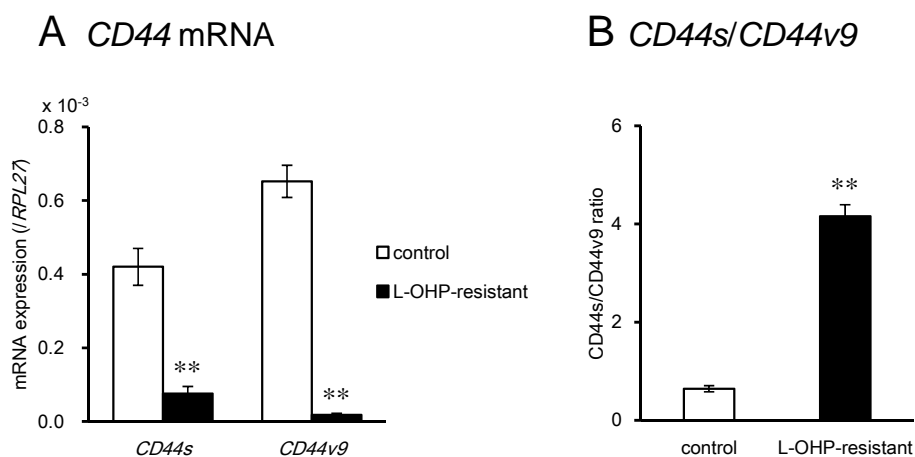 A CD44 mRNA
x 10-3
mRNA expression (/RPL27)
0.8
0.6
0.4
0.2
0.0
**
**
CD44s
CD44v9
control
L-OHP-resistant
B CD44s/CD44v9
CD44s/CD44v9 ratio
6
4
2
0
**
control
L-OHP-resistant